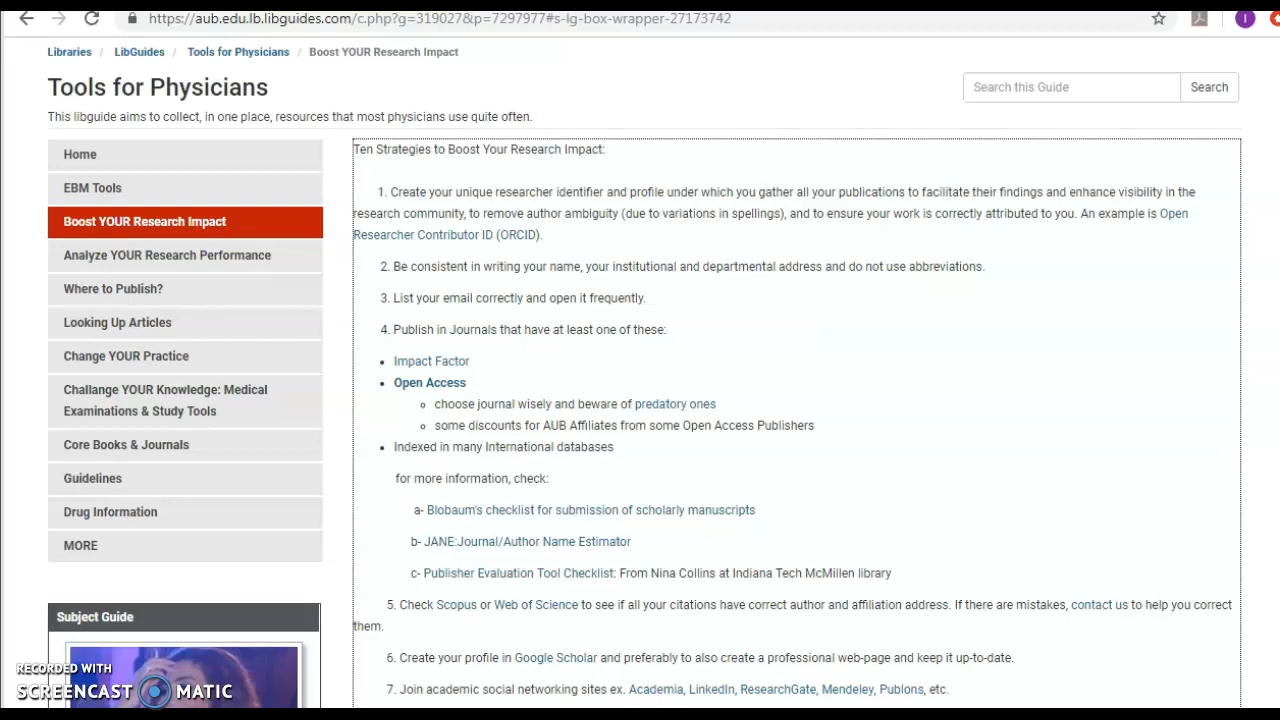 https://aub.edu.lb.libguides.com/c.php?g=319027&p=7297977#s-lg-box-wrapper-27173742
I
Libraries / LibGuides / Tools for Physicians / Boost YOUR Research Impact
Tools for Physicians
Search this Guide
Search
This libguide aims to collect, in one place, resources that most physicians use quite often.
Home
EBM Tools
Boost YOUR Research Impact
Analyze YOUR Research Performance
Where to Publish?
Looking Up Articles
Change YOUR Practice
Challange YOUR Knowledge: Medical
Examinations & Study Tools
Core Books & Journals
Guidelines
Drug Information
MORE
Subject Guide
RECORDED WITH
SCREENCAST MATIC
Ten Strategies to Boost Your Research Impact:
1. Create your unique researcher identifier and profile under which you gather all your publications to facilitate their findings and enhance visibility in the
research community, to remove author ambiguity (due to variations in spellings), and to ensure your work is correctly attributed to you. An example is Open
Researcher Contributor ID (ORCID).
2. Be consistent in writing your name, your institutional and departmental address and do not use abbreviations.
3. List your email correctly and open it frequently.
4. Publish in Journals that have at least one of these:
• Impact Factor
• Open Access
○ choose journal wisely and beware of predatory ones
○ some discounts for AUB Affiliates from some Open Access Publishers
• Indexed in many International databases
for more information, check:
a- Blobaum's checklist for submission of scholarly manuscripts
b- JANE:Journal/Author Name Estimator
c- Publisher Evaluation Tool Checklist: From Nina Collins at Indiana Tech McMillen library
5. Check Scopus or Web of Science to see if all your citations have correct author and affiliation address. If there are mistakes, contact us to help you correct
them.
6. Create your profile in Google Scholar and preferably to also create a professional web-page and keep it up-to-date.
7. Join academic social networking sites ex. Academia, LinkedIn, ResearchGate, Mendeley, Publons, etc.